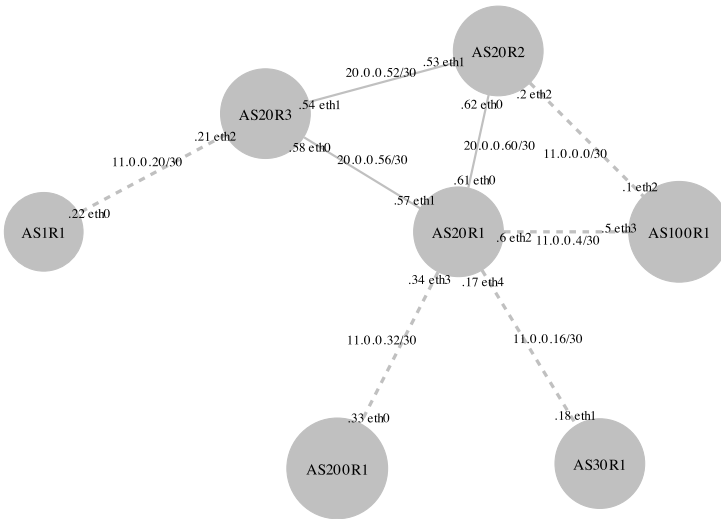 AS20R2
.53 eth1
20.0.0.52/30
.54 eth1
.62 eth0
.2 eth2
AS20R3
.21 eth2
.58 eth0
20.0.0.56/30
20.0.0.60/30
11.0.0.0/30
11.0.0.20/30
.61 eth0
.1 eth2
.57 eth1
.22 eth0
AS1R1
AS20R1
.6 eth2
11.0.0.4/30
.5 eth3
AS100R1
.34 eth3
.17 eth4
11.0.0.32/30
11.0.0.16/30
.33 eth0
.18 eth1
AS200R1
AS30R1